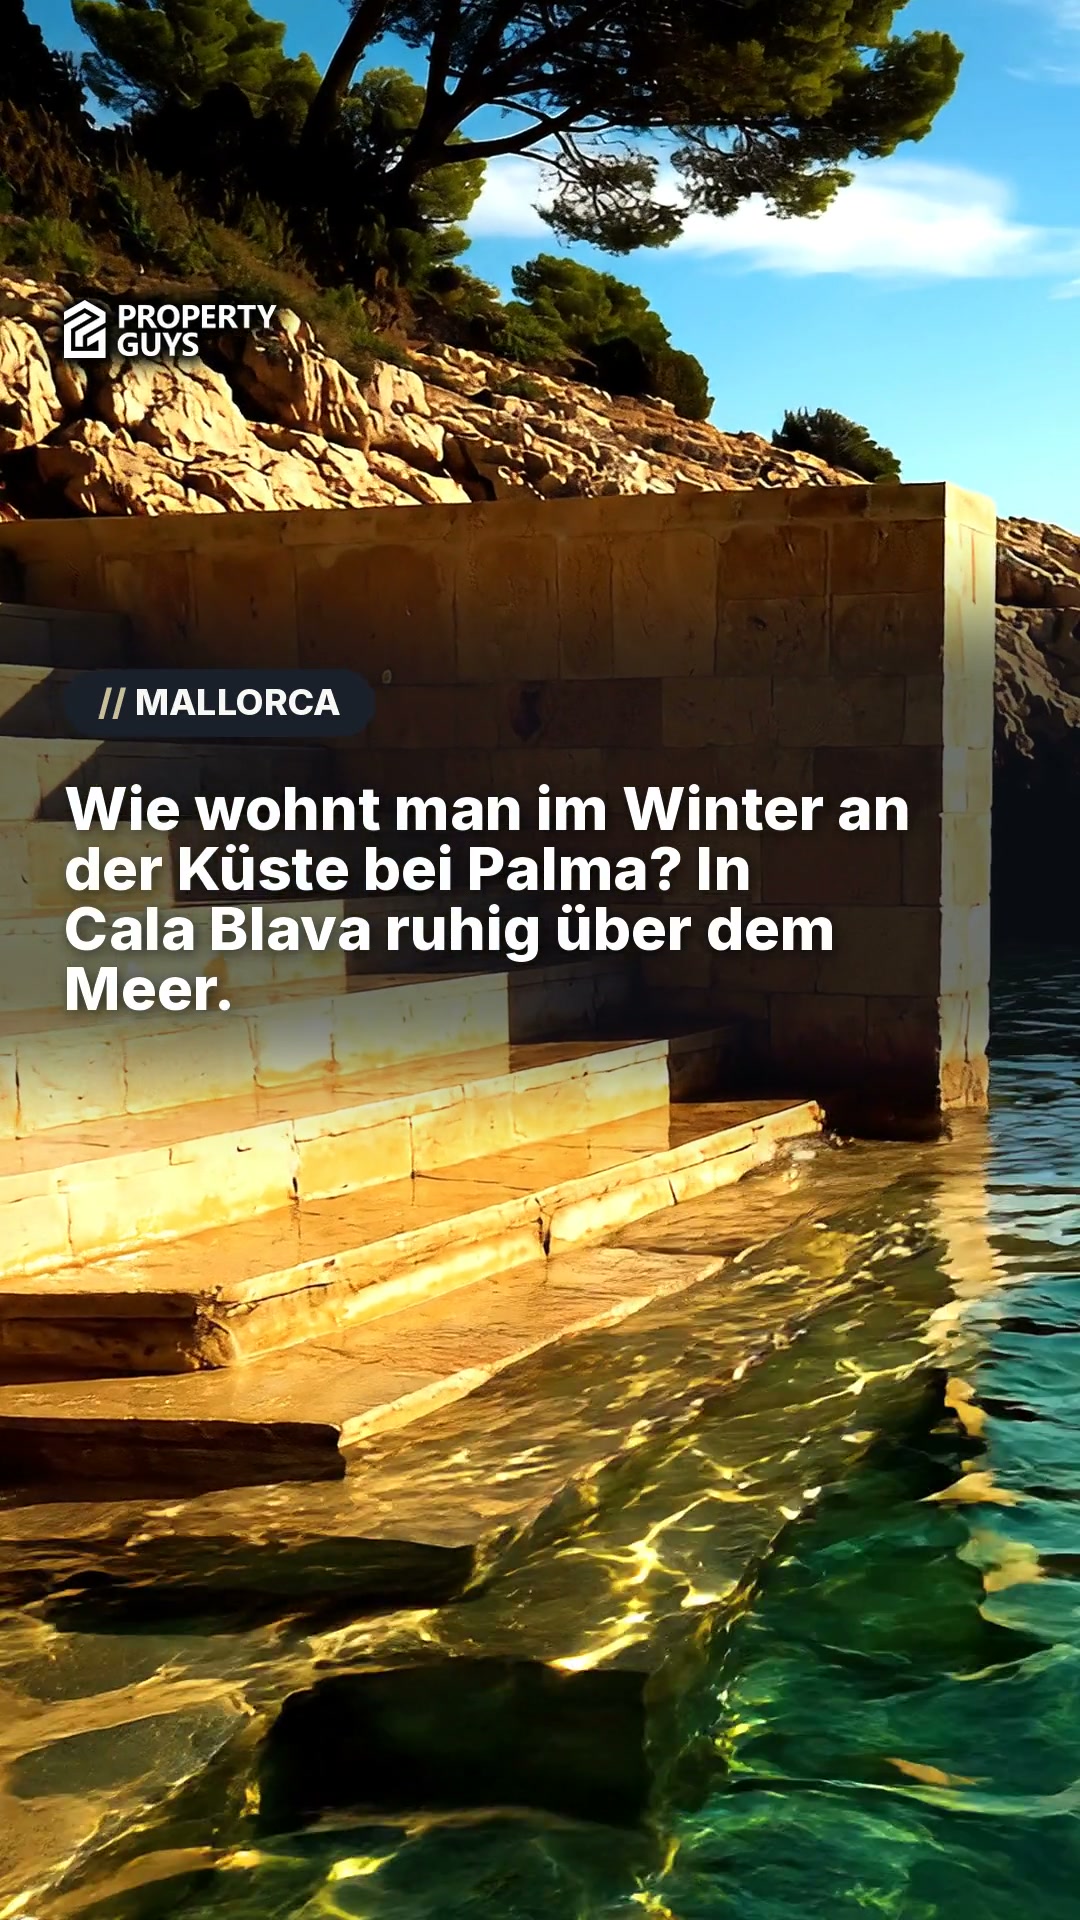 PROPERTY
GUYS
// MALLORCA
Wie wohnt man im Winter an
der Küste bei Palma? In
Cala Blava ruhig über dem
Meer.